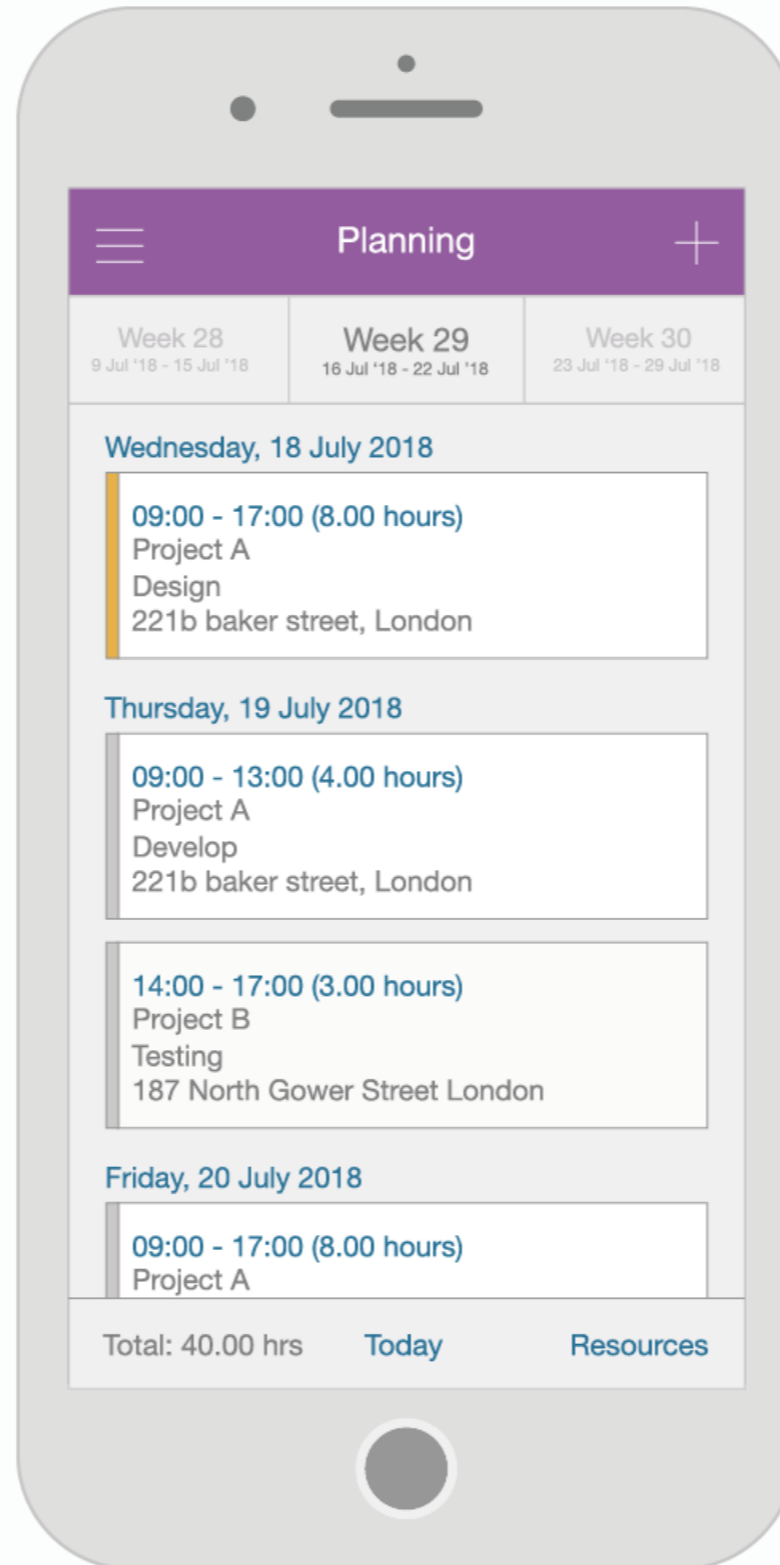 Planning
Week 28
9 Jul ‘18 - 15 Jul ‘18
Week 29
16 Jul ‘18 - 22 Jul ’18
Week 30
23 Jul ‘18 - 29 Jul ’18
Wednesday, 18 July 2018
09:00 - 17:00 (8.00 hours)
Project A
Design
221b baker street, London
Thursday, 19 July 2018
09:00 - 13:00 (4.00 hours)
Project A
Develop
221b baker street, London
14:00 - 17:00 (3.00 hours)
Project B
Testing
187 North Gower Street London
Friday, 20 July 2018
09:00 - 17:00 (8.00 hours)
Project A
Total: 40.00 hrs Today Resources